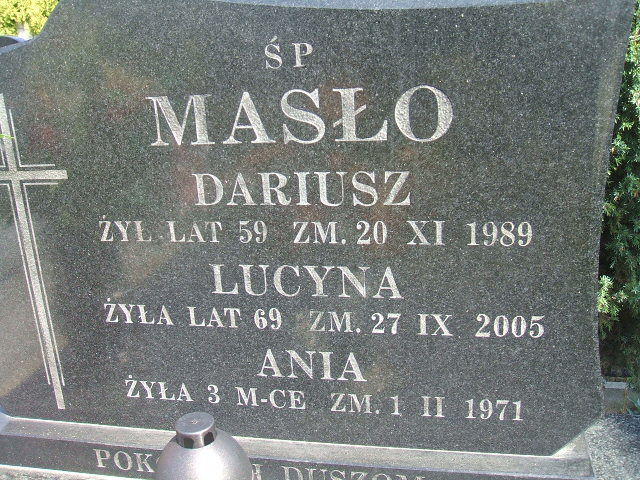 ŚP
MASŁO
DARIUSZ
ŻYŁ LAT 59 ZM. 20 XI 1989
LUCYNA
ŻYŁA LAT 69 ZM. 27 IX 2005
ANIA
ŻYŁA 3 M-CE ZM. 1 II 1971
DUSZOM